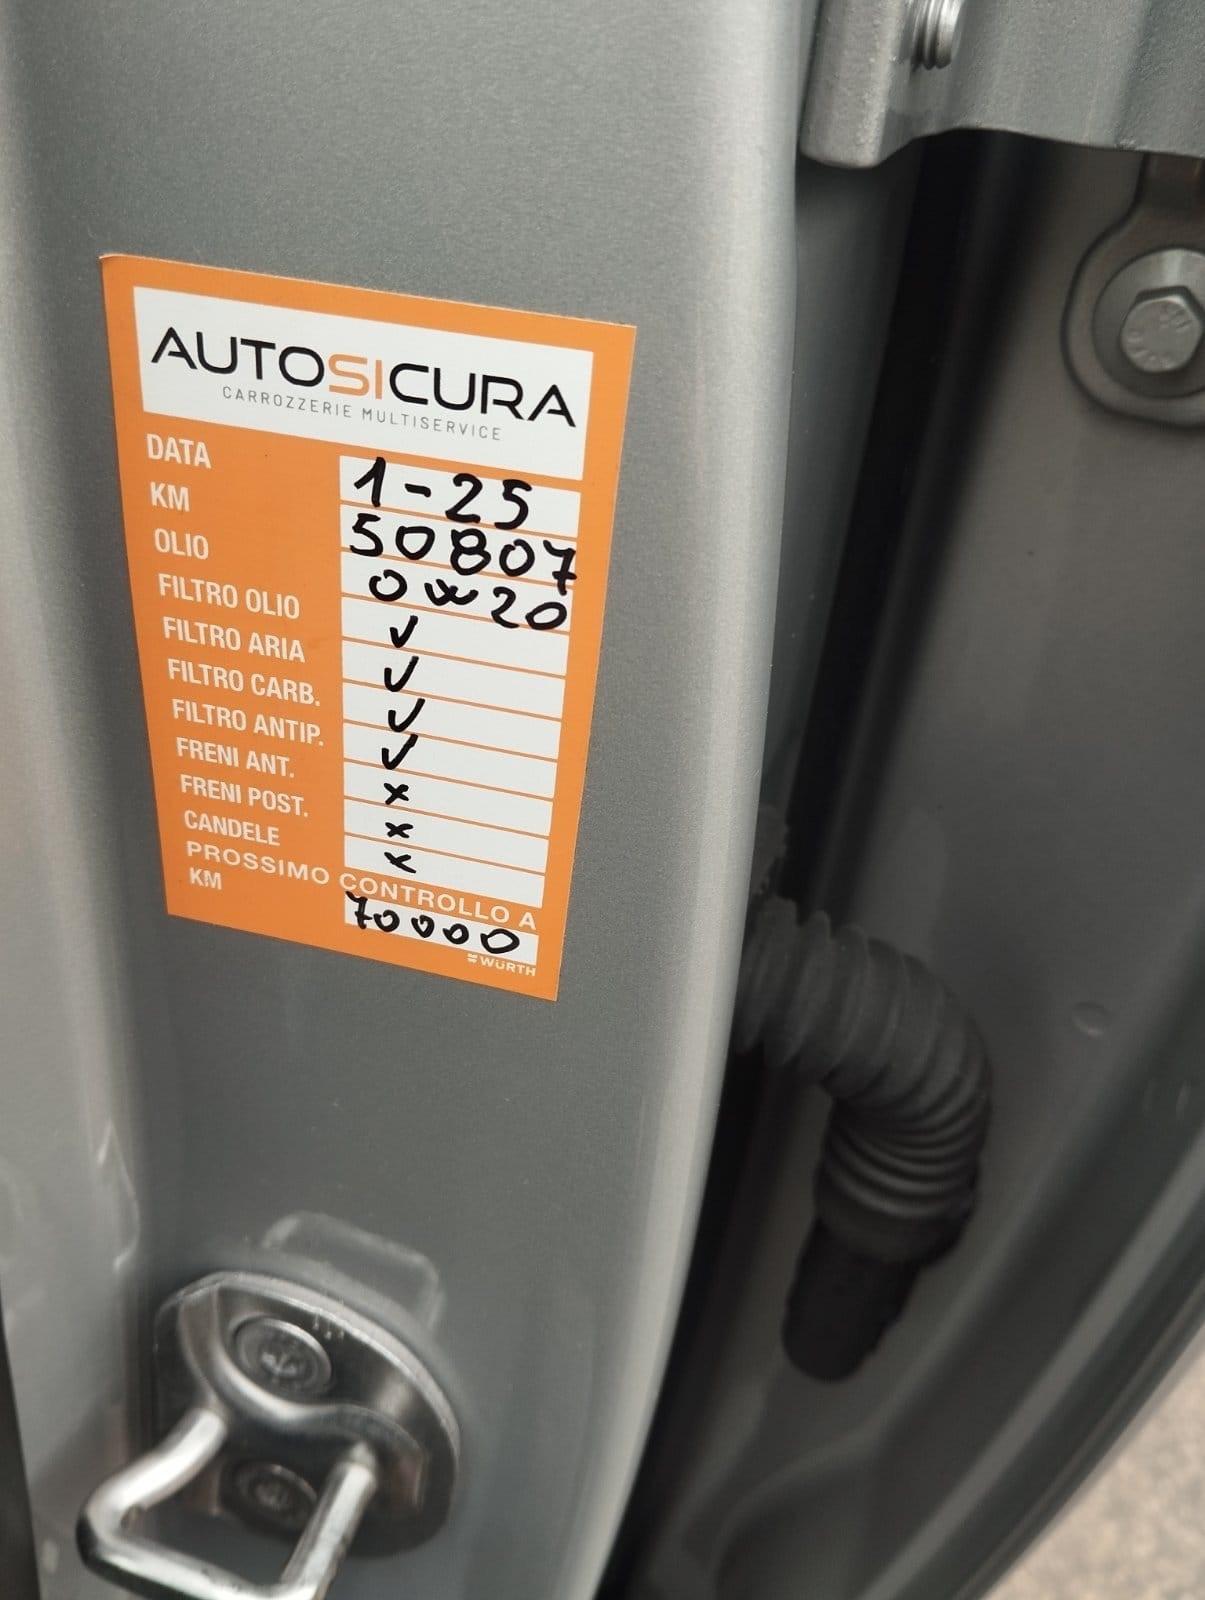 AUTOSICURA
CARROZZERIE MULTISERVICE
DATA 1-25
KM 50807
OLIO 0w20
FILTRO OLIO ✓
FILTRO ARIA ✓
FILTRO CARB. ✓
FILTRO ANTIP. ✓
FRENI ANT. x
FRENI POST. x
CANDELE x
PROSSIMO CONTROLLO A
KM 70000
WÜRTH